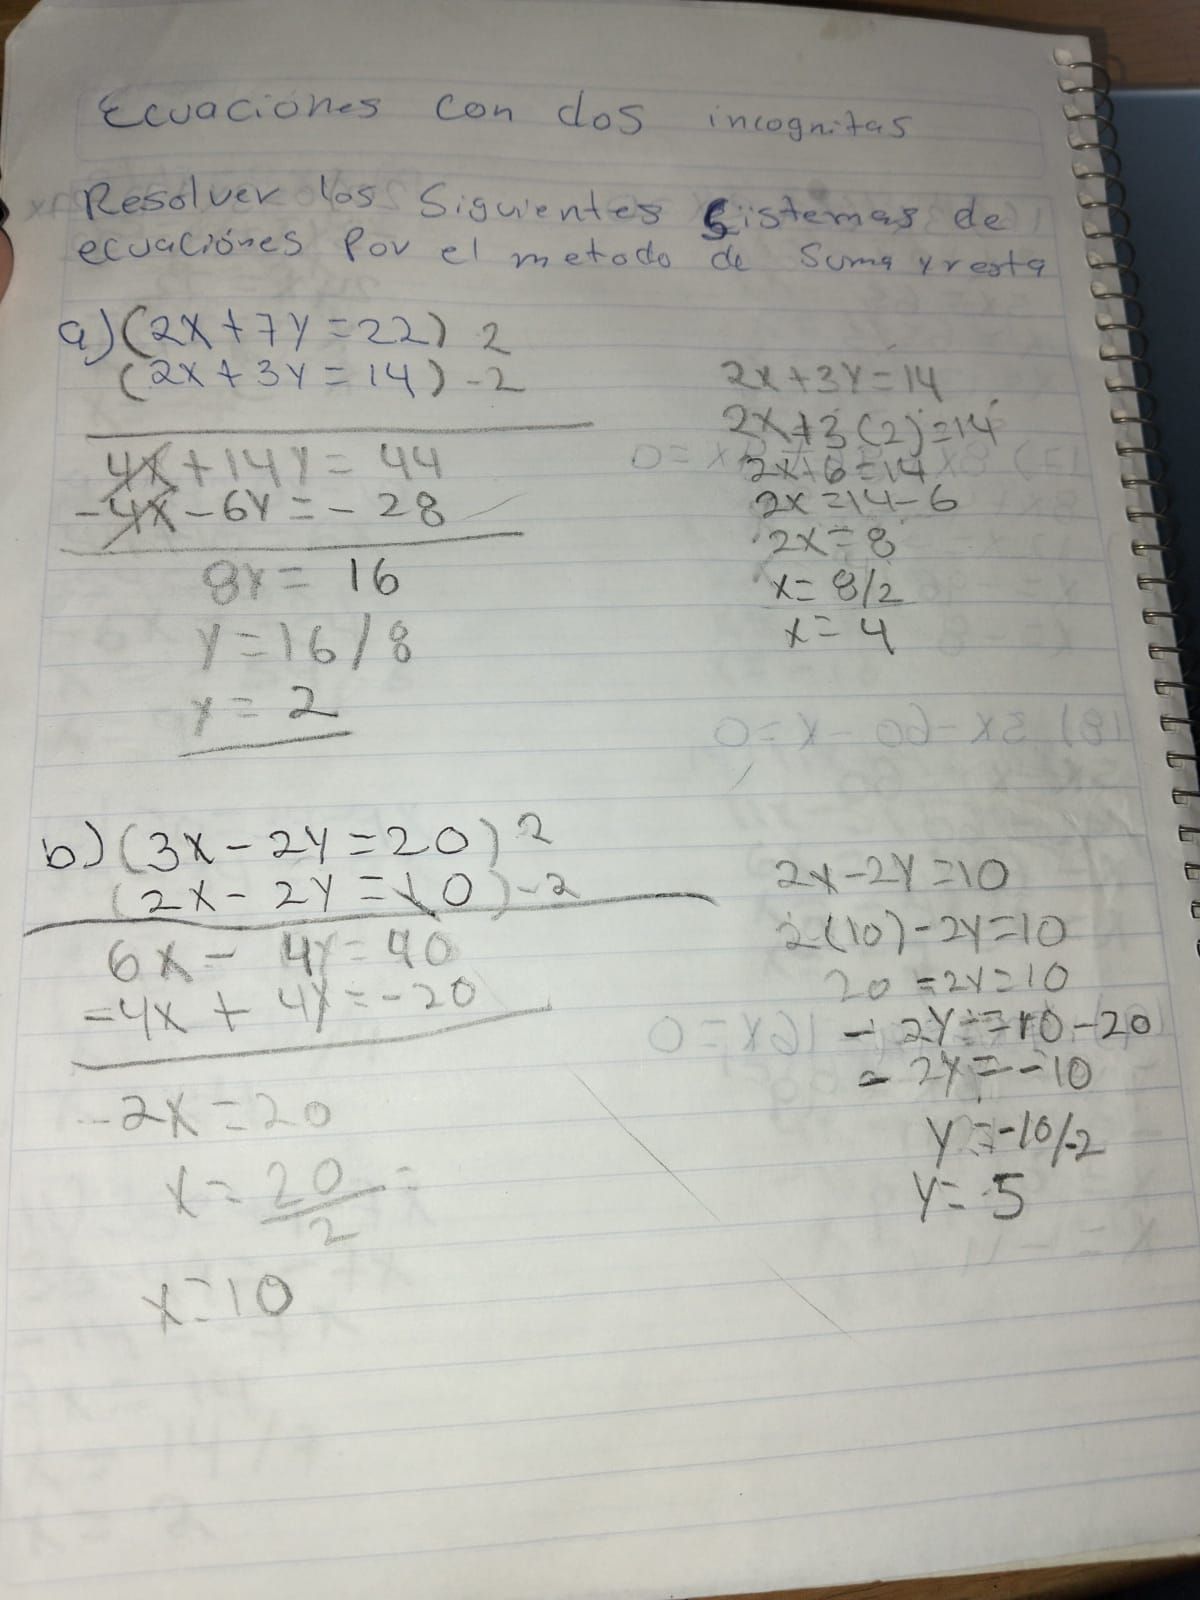 Ecuaciones con dos incognitas
Resolver los Siguientes Sistemas de
ecuaciónes Por el metodo de Suma y resta
a) (2x + 7y = 22) 2
(2x + 3y = 14) - 2
4x + 14y = 44
- 4x - 6y = - 28
8y = 16
y = 16 / 8
y = 2
2x + 3y = 14
2x + 3 (2) = 14
2x + 6 = 14
2x = 14 - 6
2x = 8
x = 8/2
x = 4
b) (3x - 2y = 20) 2
(2x - 2y = 10) - 2
6x - 4y = 40
- 4x + 4y = - 20
- 2x = 20
x = 20/2 =
x = 10
2x - 2y = 10
2(10) - 2y = 10
20 = 2y = 10
- 2y = 10 - 20
- 2y = - 10
y = -10/-2
y = 5